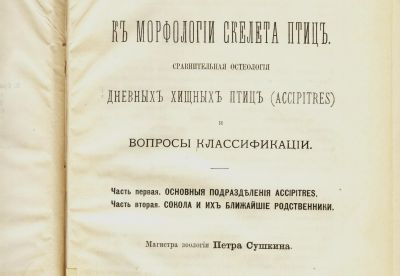 КЪ МОРФОЛОГІИ СКЕЛЕТА ПТИЦЪ.
СРАВНИТЕЛЬНАЯ ОСТЕОЛОГІЯ
ДНЕВНЫХЪ ХИЩНЫХЪ ПТИЦЪ (ACCIPITRES)
И
ВОПРОСЫ КЛАССИФИКАЦІИ.
Часть первая. ОСНОВНЫЯ ПОДРАЗДѢЛЕНІЯ ACCIPITRES.
Часть вторая. СОКОЛА И ИХЪ БЛИЖАЙШІЕ РОДСТВЕННИКИ.
Магистра зоологіи Петра Сушкина.